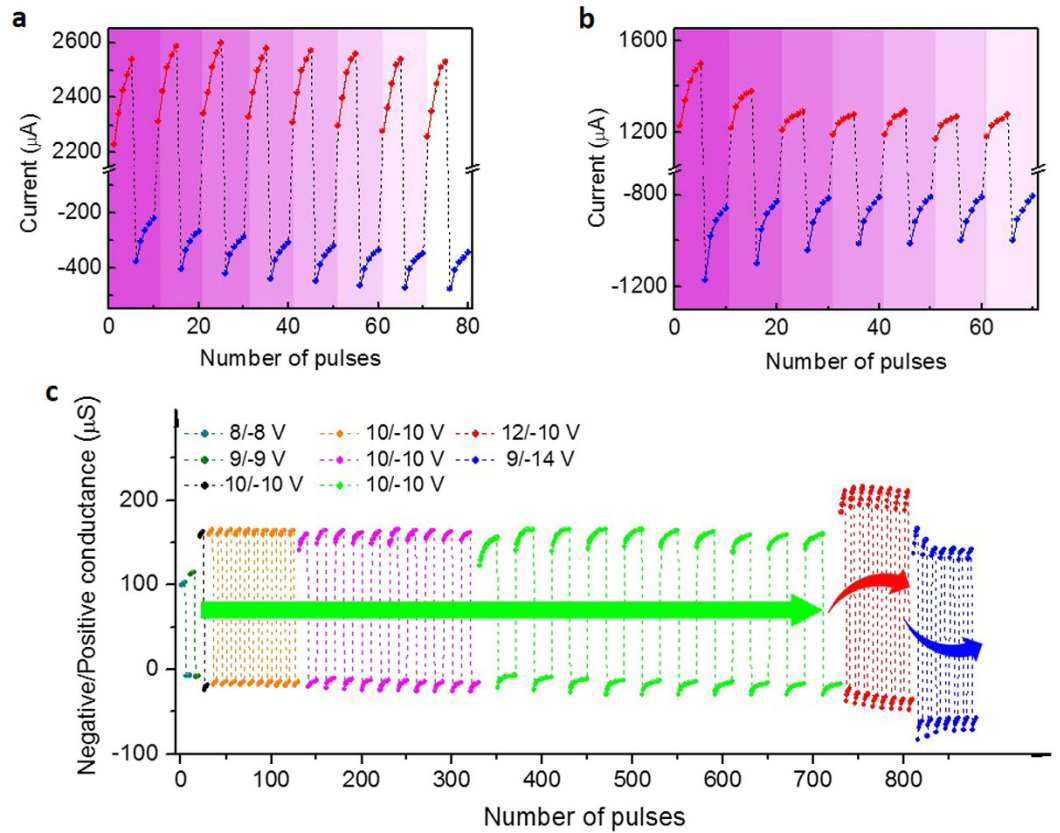 a
2600
2400
2200
-200
-400
Current (μA)
0 20 40 60 80
Number of pulses
b
1600
1200
-800
-1200
Current (μA)
0 20 40 60
Number of pulses
c
Negative/Positive conductance (μS)
8/-8 V 10/-10 V 12/-10 V
9/-9 V 10/-10 V 9/-14 V
10/-10 V 10/-10 V
200
100
0
-100
0 100 200 300 400 500 600 700 800
Number of pulses